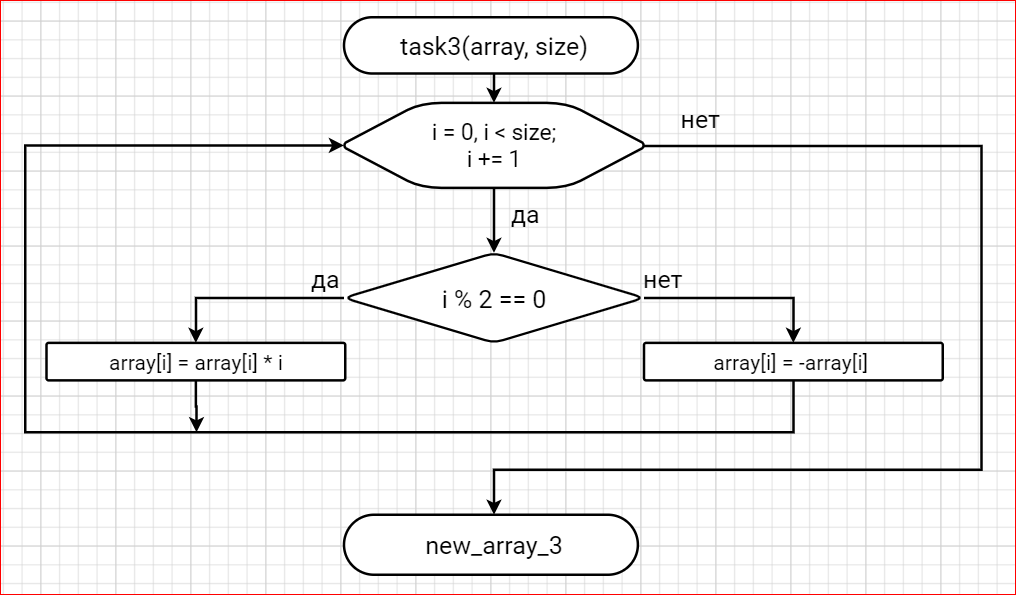 task3(array, size)
i = 0, i < size;
i += 1
нет
да
да
i % 2 == 0
нет
array[i] = array[i] * i
array[i] = -array[i]
new_array_3